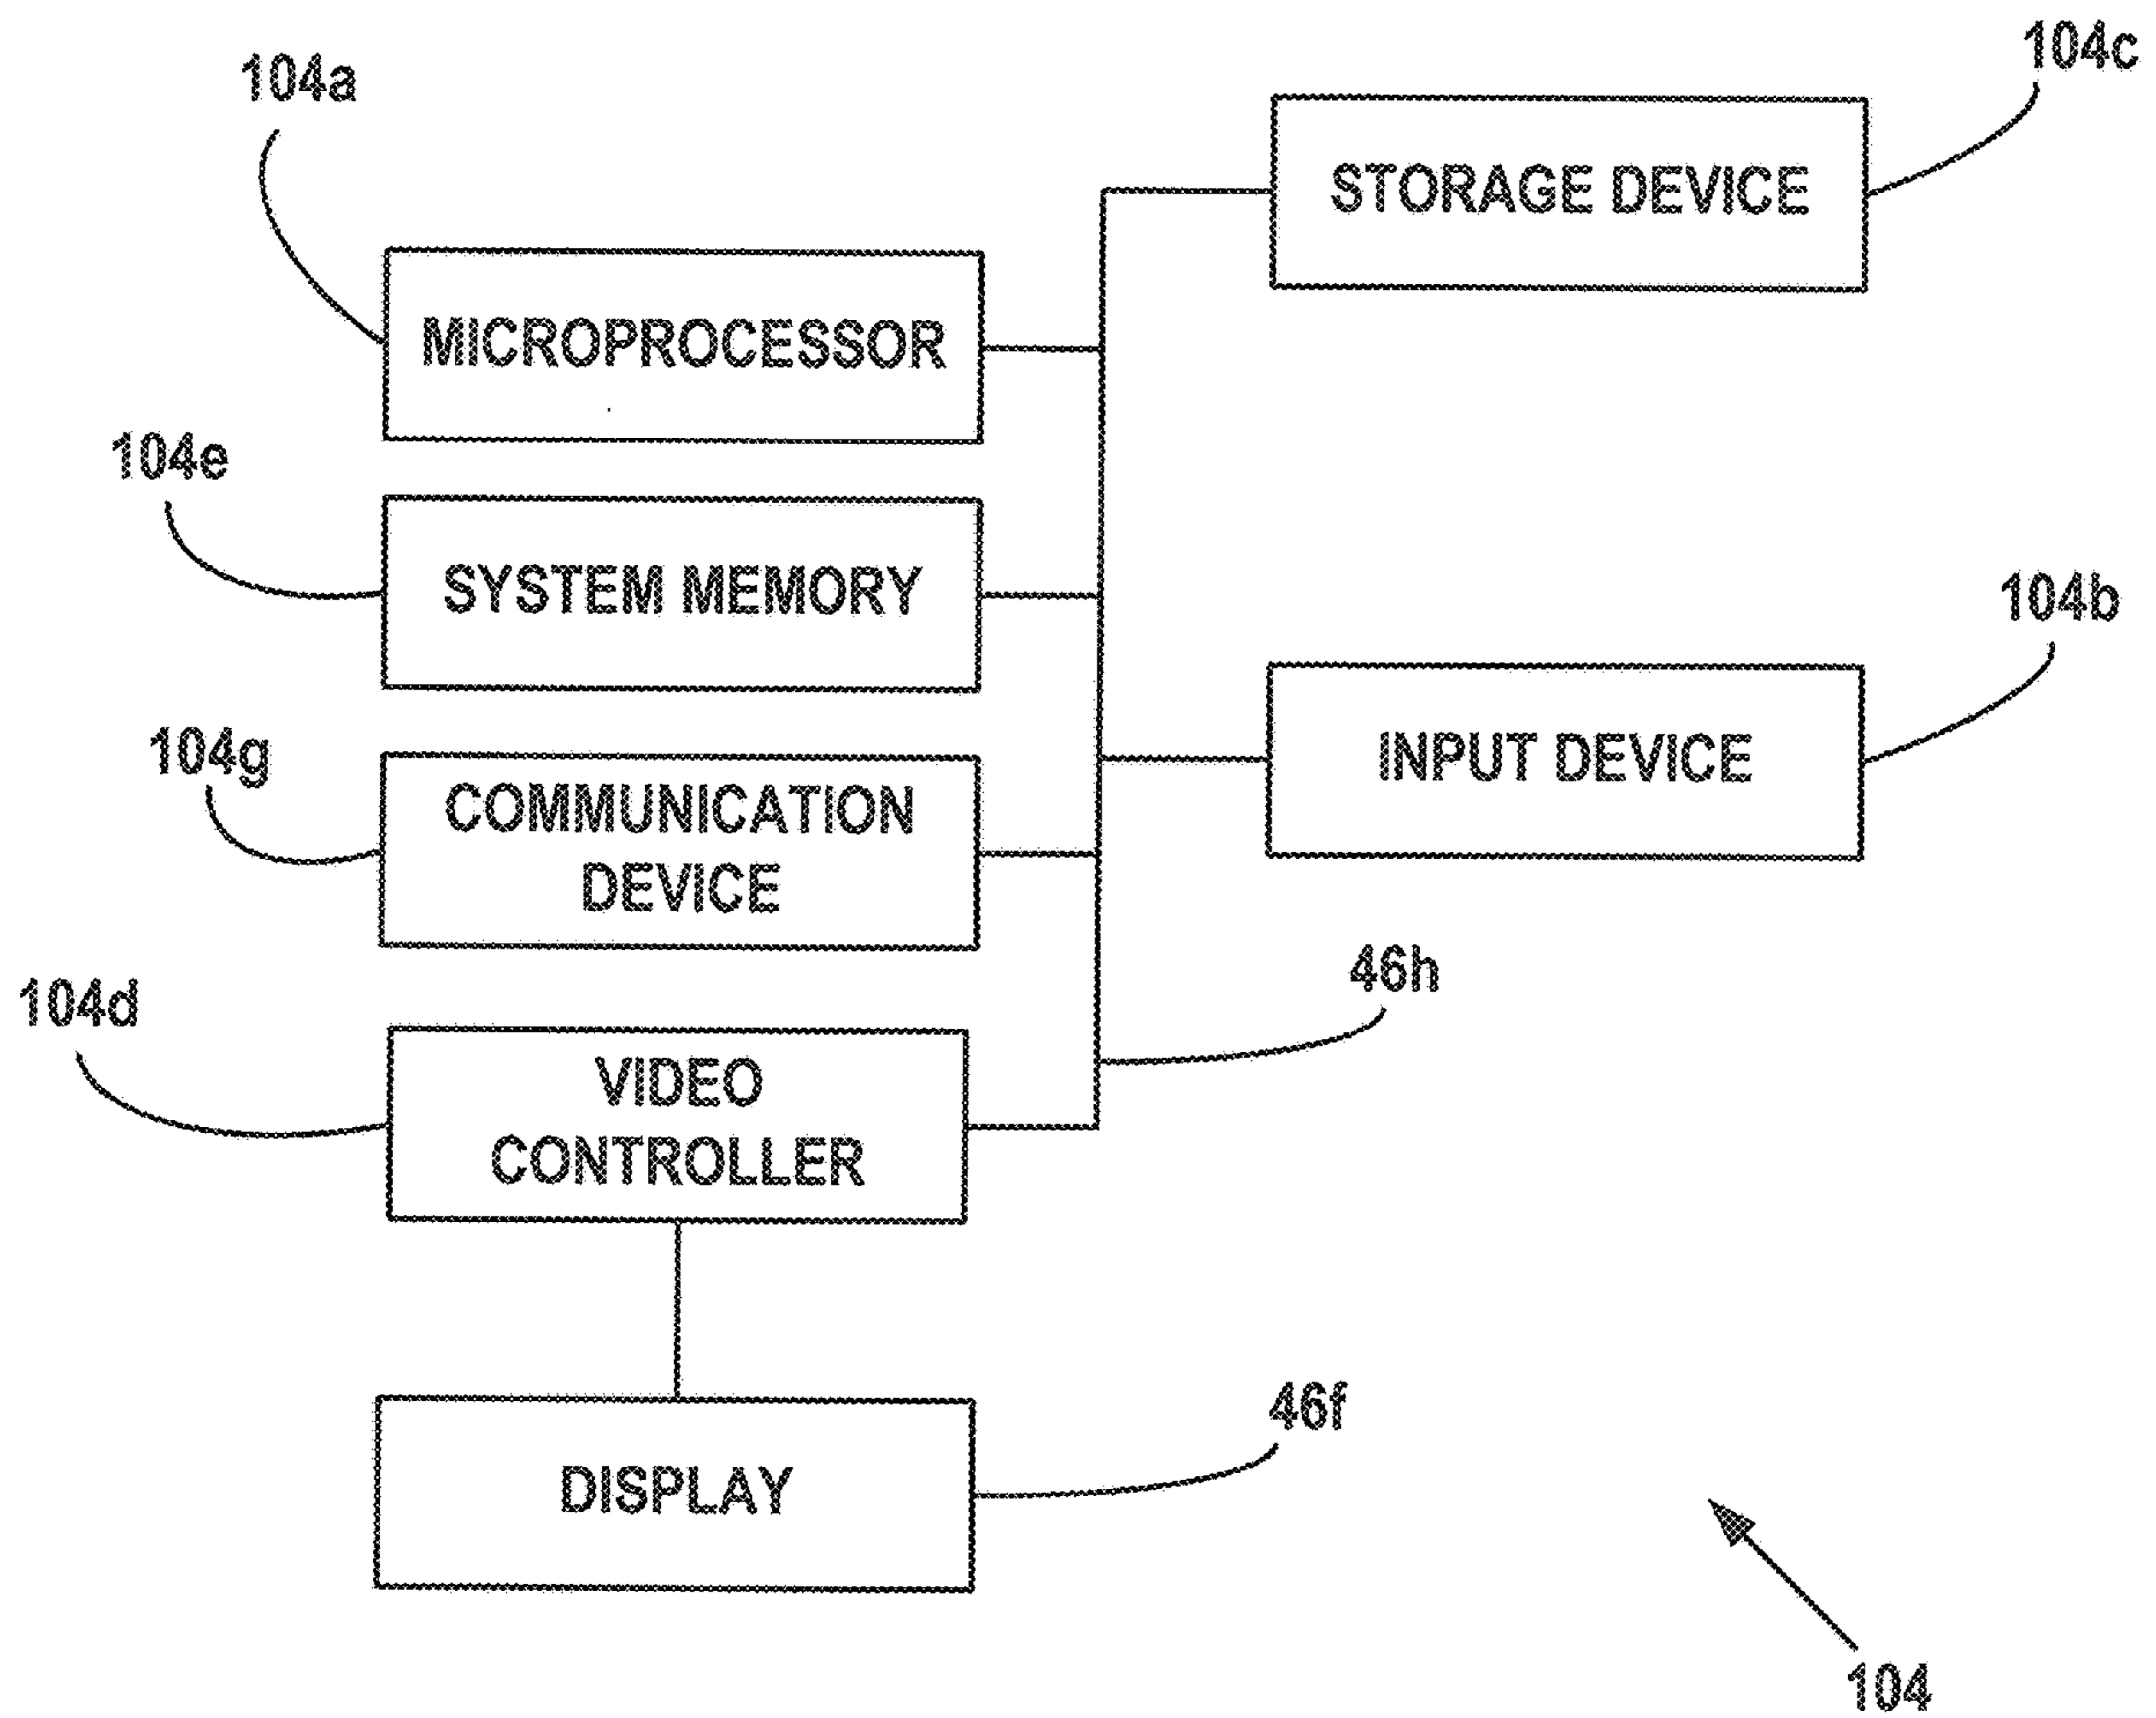 104a
104c
STORAGE DEVICE
MICROPROCESSOR
104e
SYSTEM MEMORY
104b
104g
INPUT DEVICE
COMMUNICATION
DEVICE
46h
104d
VIDEO
CONTROLLER
46f
DISPLAY
104